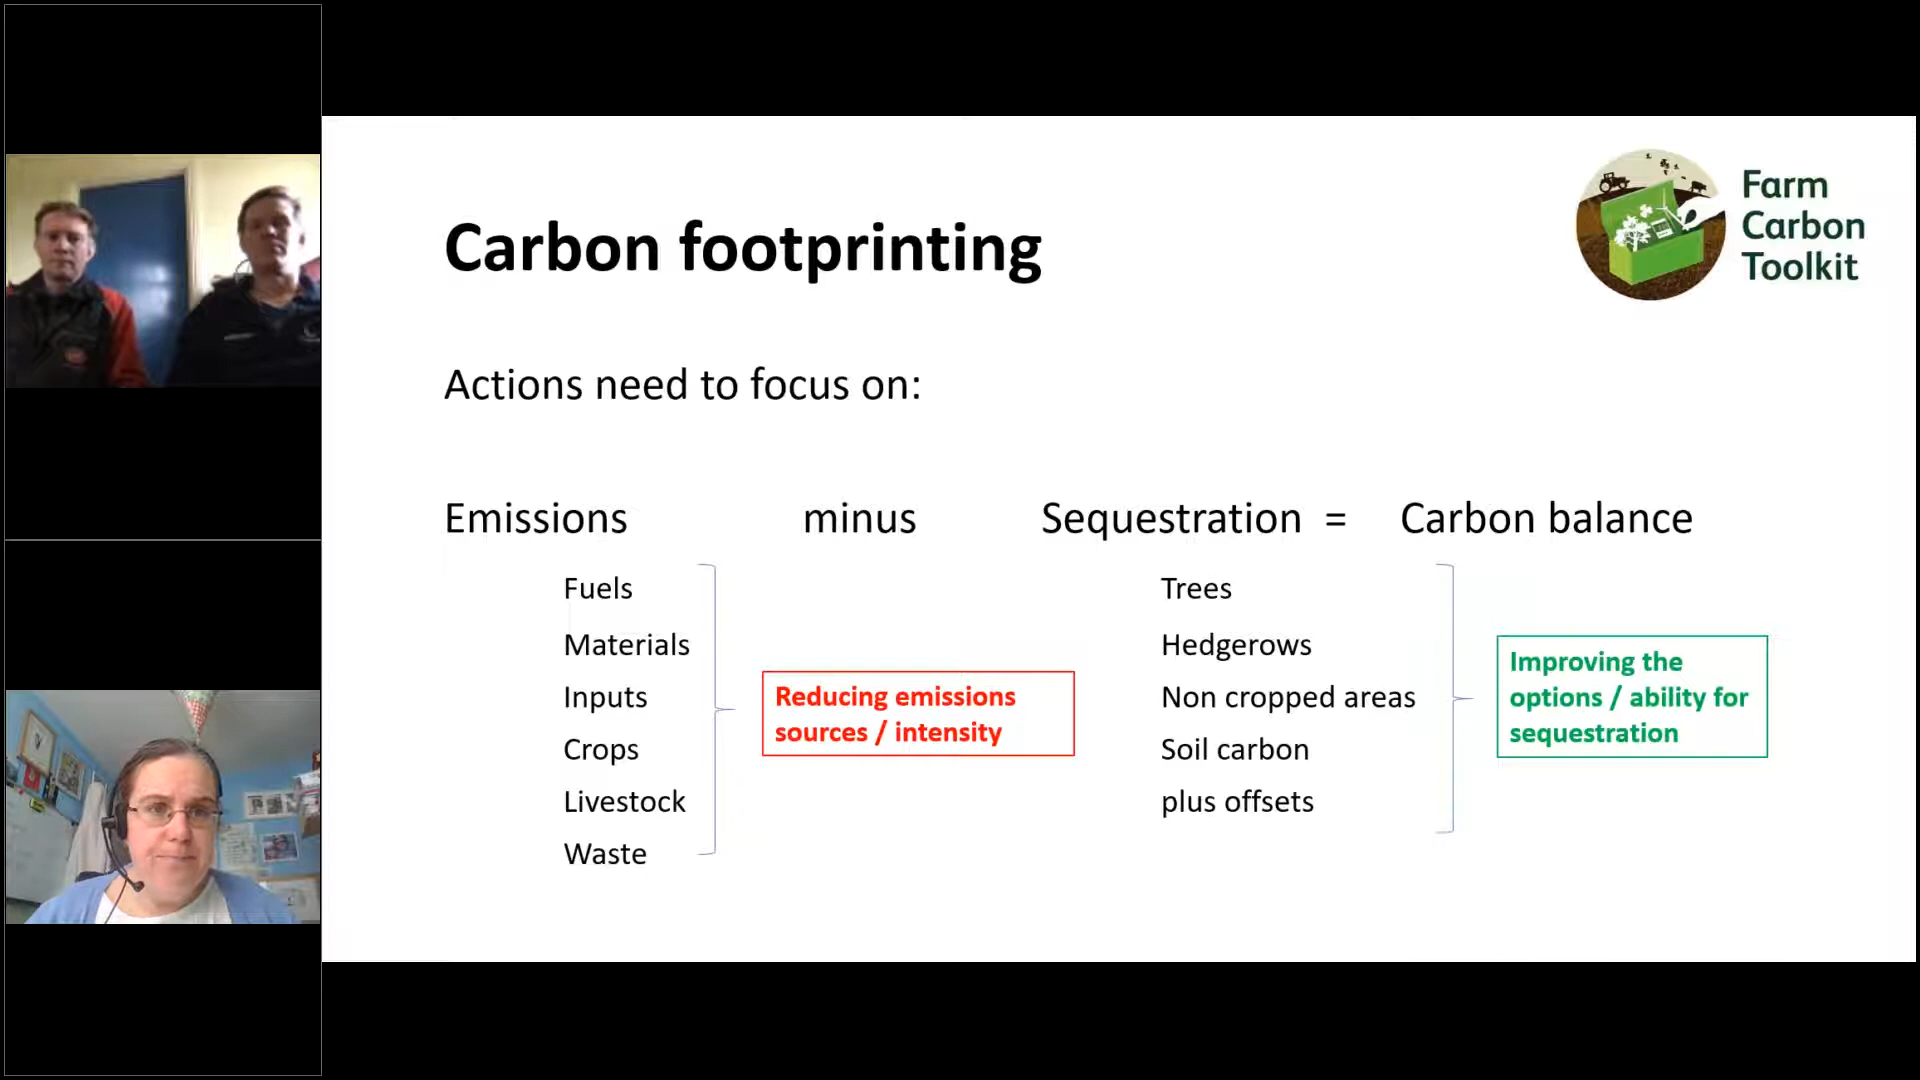 Carbon footprinting
Farm
Carbon
Toolkit
Actions need to focus on:
Emissions minus Sequestration = Carbon balance
Fuels
Materials
Inputs
Crops
Livestock
Waste
Reducing emissions
sources / intensity
Trees
Hedgerows
Non cropped areas
Soil carbon
plus offsets
Improving the
options / ability for
sequestration